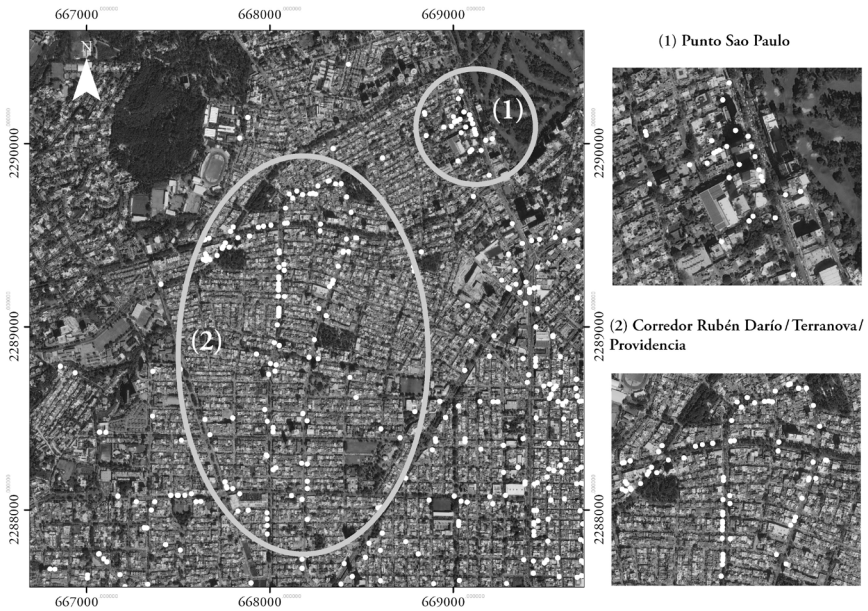 667000 668000 669000
(1) Punto Sao Paulo
N
(1)
2290000 2290000
2289000 2289000
(2)
(2) Corredor Rubén Darío / Terranova/
Providencia
2288000 2288000
667000 668000 669000